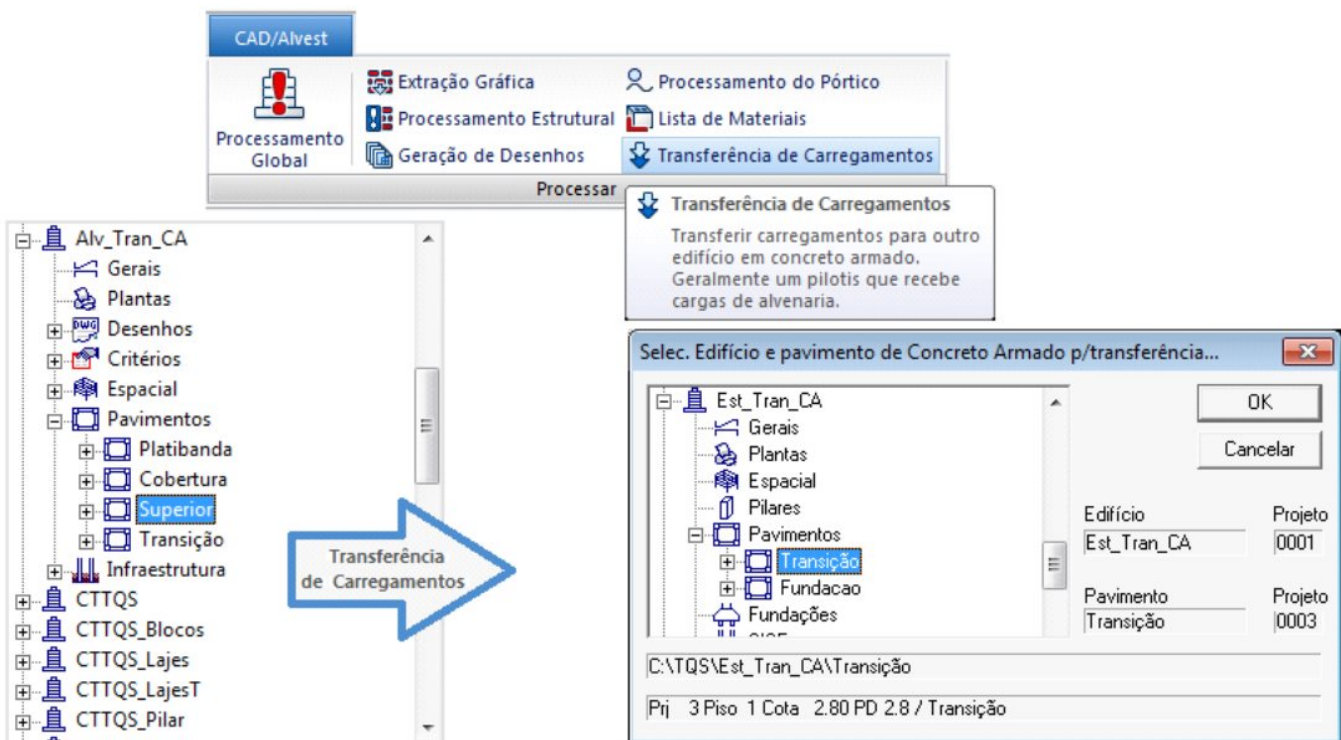 CAD/Alvest
Extração Gráfica
Processamento do Pórtico
Processamento Estrutural
Lista de Materiais
Processamento
Global
Geração de Desenhos
Transferência de Carregamentos
Processar
Transferência de Carregamentos
Transferir carregamentos para outro
edifício em concreto armado.
Geralmente um pilotis que recebe
cargas de alvenaria.
Alv_Tran_CA
Gerais
Plantas
DWG
Desenhos
Critérios
Espacial
Pavimentos
Platibanda
Cobertura
Superior
Transição
Infraestrutura
CTTQS
CTTQS_Blocos
CTTQS_Lajes
CTTQS_LajesT
CTTQS_Pilar
Transferência
de Carregamentos
Selec. Edifício e pavimento de Concreto Armado p/transferência...
Est_Tran_CA
Gerais
Plantas
Espacial
Pilares
Pavimentos
Transição
Fundacao
Fundações
OK
Cancelar
Edifício
Projeto
Est_Tran_CA
0001
Pavimento
Projeto
Transição
0003
C:\TQS\Est_Tran_CA\Transição
Prj 3 Piso 1 Cota 2.80 PD 2.8 / Transição